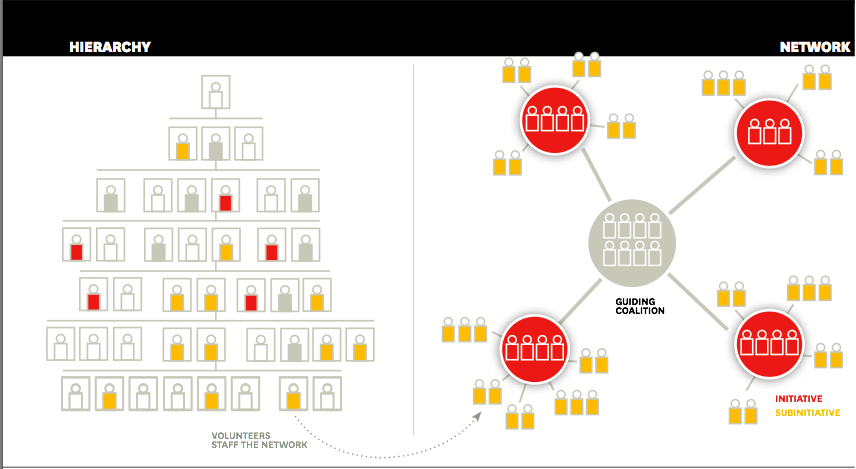 HIERARCHY
NETWORK
GUIDING
COALITION
INITIATIVE
SUBINITIATIVE
VOLUNTEERS
STAFF THE NETWORK